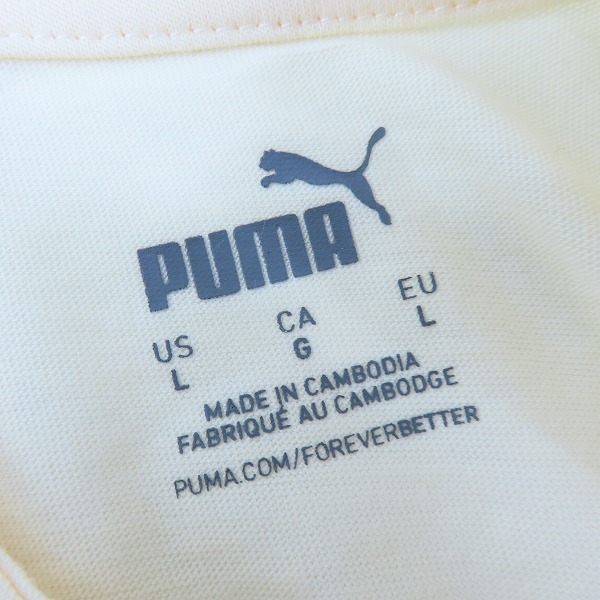 PUMA
US CA EU
L G L
MADE IN CAMBODIA
FABRIQUÉ AU CAMBODGE
PUMA.COM/FOREVERBETTER